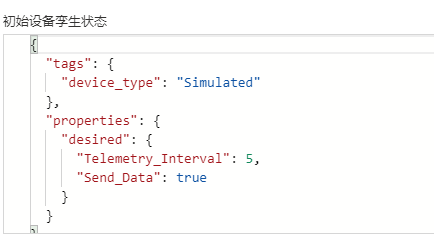 初始设备孪生状态
{
"tags": {
"device_type": "Simulated"
},
"properties": {
"desired": {
"Telemetry_Interval": 5,
"Send_Data": true
}
}
}